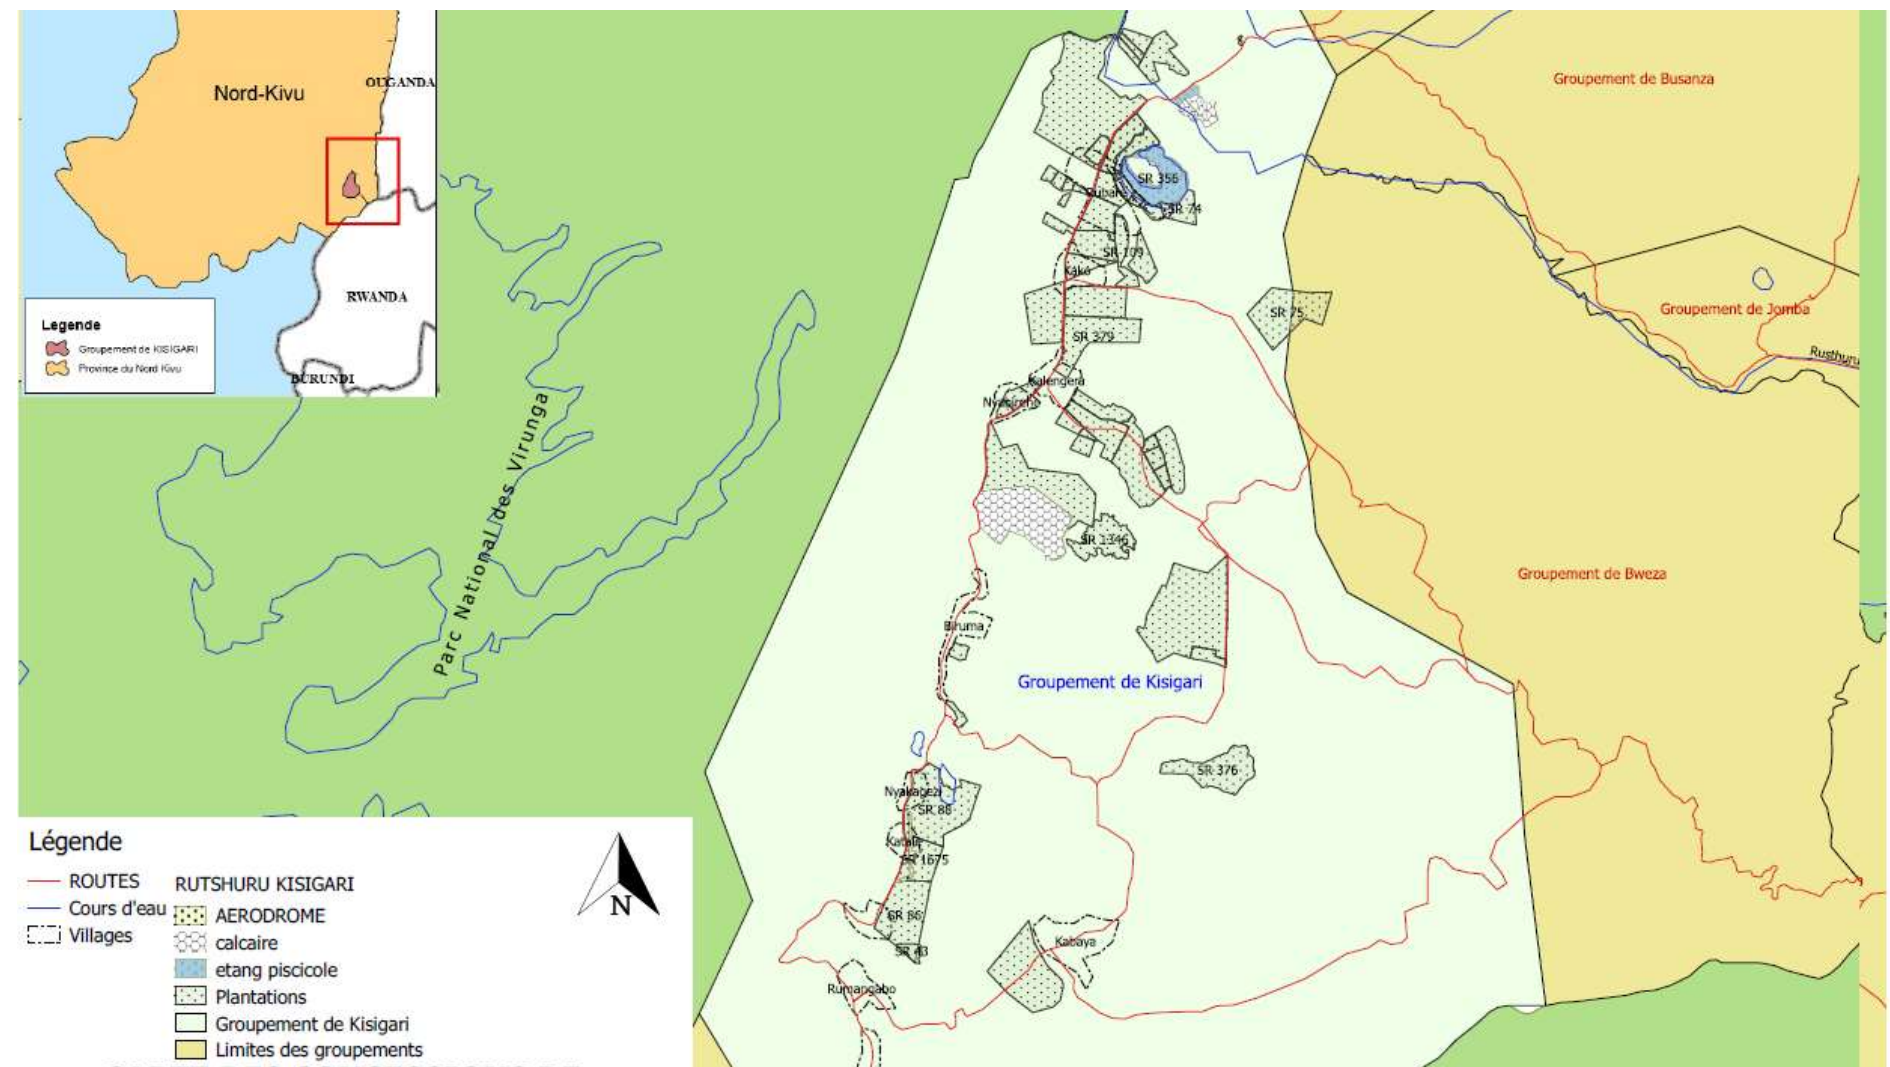 Nord-Kivu
OUGANDA
RWANDA
BURUNDI
Legende
Groupement de KISIGARI
Province du Nord Kivu
Parc National des Virunga
Groupement de Busanza
Groupement de Jomba
Groupement de Bweza
Groupement de Kisigari
SR 356
SR 74
SR 109
Kako
SR 75
SR 379
Kalengera
SR 1346
Biruma
SR 376
Nyakagezi
SR 88
SR 1675
SR 86
SR 43
Kabaya
Rumangabo
Légende
ROUTES
Cours d'eau
Villages
RUTSHURU KISIGARI
AERODROME
calcaire
etang piscicole
Plantations
Groupement de Kisigari
Limites des groupements
N